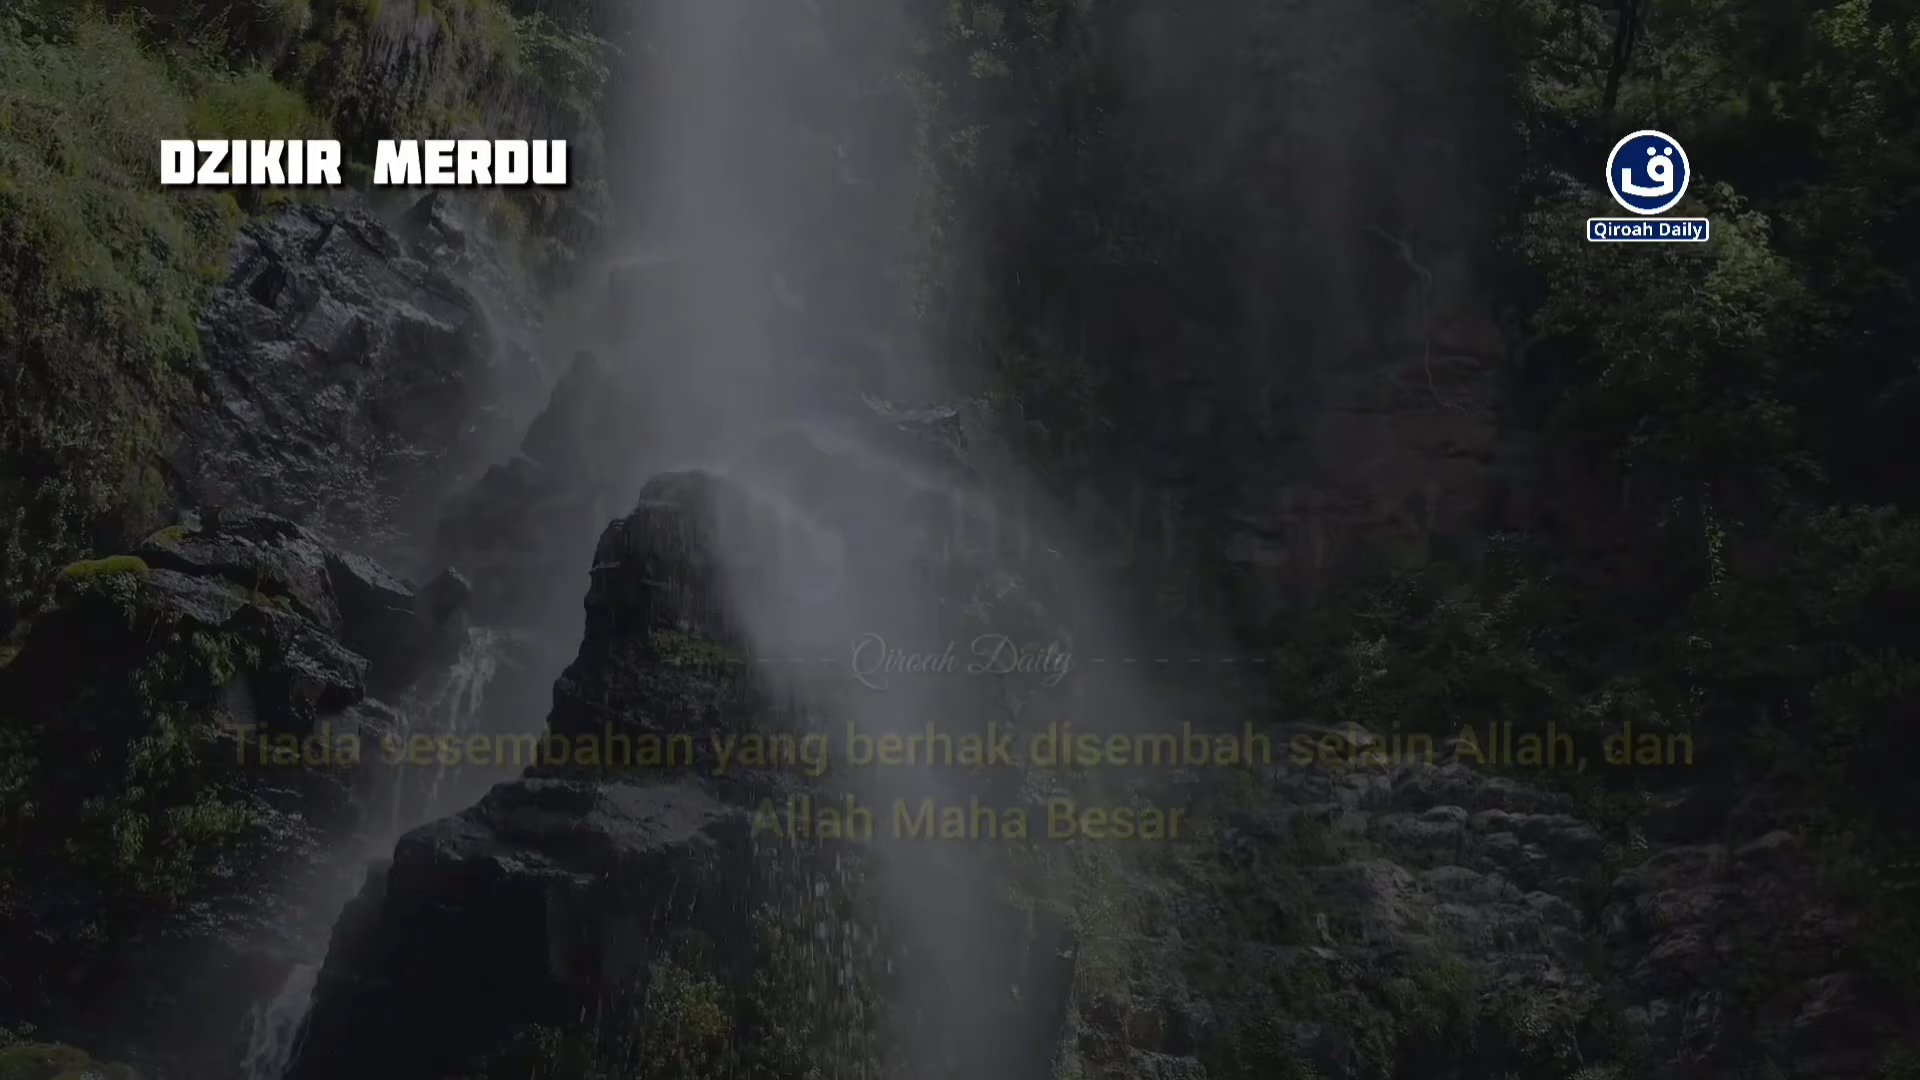 DZIKIR MERDU
Qiroah Daily
Qiroah Daily
Tiada sesembahan yang berhak disembah selain Allah, dan
Allah Maha Besar